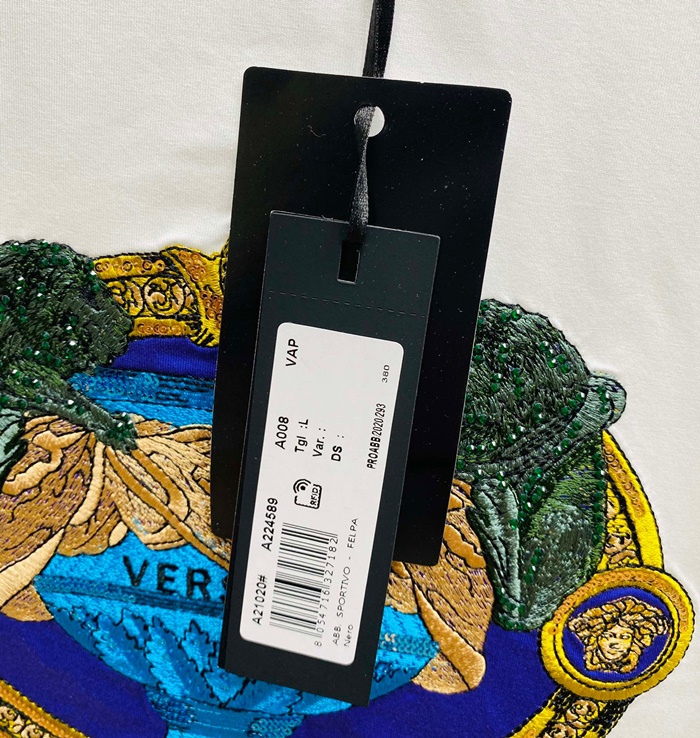 VAP
380
A008
Tgl :L
Var. :
DS :
PROABB 2020/293
RFID
A21020# A224589
8 054716 327182
ABB. SPORTIVO - FELPA
Nero
VERS